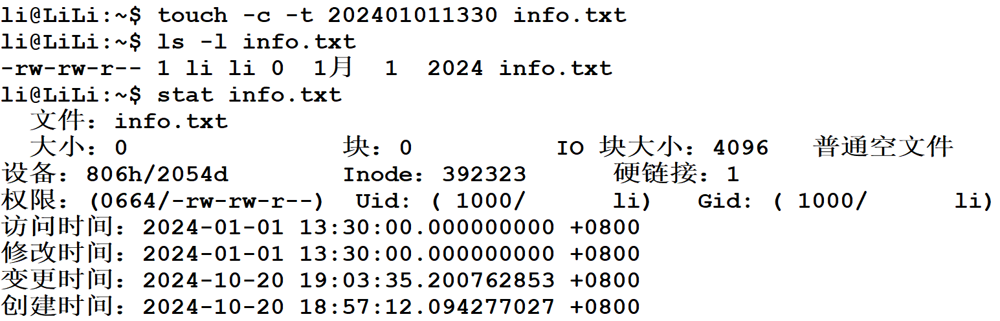 li@LiLi:~$ touch -c -t 202401011330 info.txt
li@LiLi:~$ ls -l info.txt
-rw-rw-r-- 1 li li 0  1月  1  2024 info.txt
li@LiLi:~$ stat info.txt
  文件：info.txt
  大小：0               块：0          IO 块大小：4096   普通空文件
设备：806h/2054d        Inode：392323      硬链接：1
权限：(0664/-rw-rw-r--)  Uid: ( 1000/      li)   Gid: ( 1000/      li)
访问时间：2024-01-01 13:30:00.000000000 +0800
修改时间：2024-01-01 13:30:00.000000000 +0800
变更时间：2024-10-20 19:03:35.200762853 +0800
创建时间：2024-10-20 18:57:12.094277027 +0800